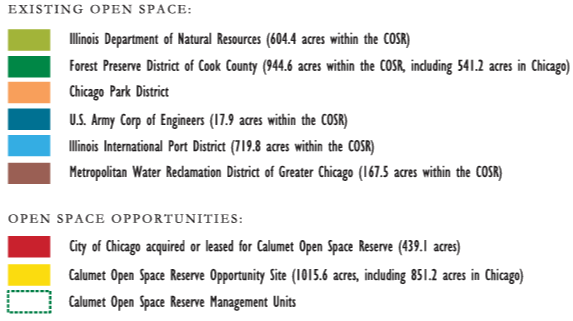 EXISTING OPEN SPACE:
Illinois Department of Natural Resources (604.4 acres within the COSR)
Forest Preserve District of Cook County (944.6 acres within the COSR, including 541.2 acres in Chicago)
Chicago Park District
U.S. Army Corp of Engineers (17.9 acres within the COSR)
Illinois International Port District (719.8 acres within the COSR)
Metropolitan Water Reclamation District of Greater Chicago (167.5 acres within the COSR)
OPEN SPACE OPPORTUNITIES:
City of Chicago acquired or leased for Calumet Open Space Reserve (439.1 acres)
Calumet Open Space Reserve Opportunity Site (1015.6 acres, including 851.2 acres in Chicago)
Calumet Open Space Reserve Management Units